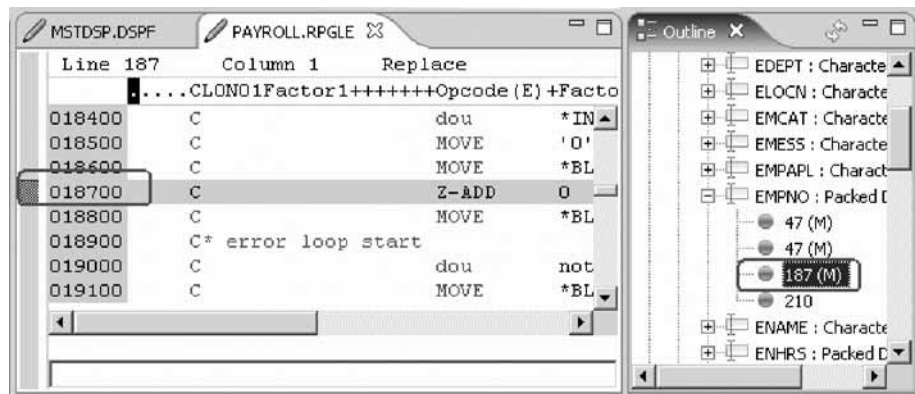 MSTDSP.DSPF PAYROLL.RPGLE
Line 187 Column 1 Replace
.....CL0N01Factor1+++++++Opcode(E)+Facto
018400 C dou *IN
018500 C MOVE '0'
018600 C MOVE *BL
018700 C Z-ADD 0
018800 C MOVE *BL
018900 C* error loop start
019000 C dou not
019100 C MOVE *BL
Outline
EDEPT : Characte
ELOCN : Characte
EMCAT : Characte
EMESS : Characte
EMPAPL : Charact
EMPNO : Packed D
47 (M)
47 (M)
187 (M)
210
ENAME : Characte
ENHRS : Packed D